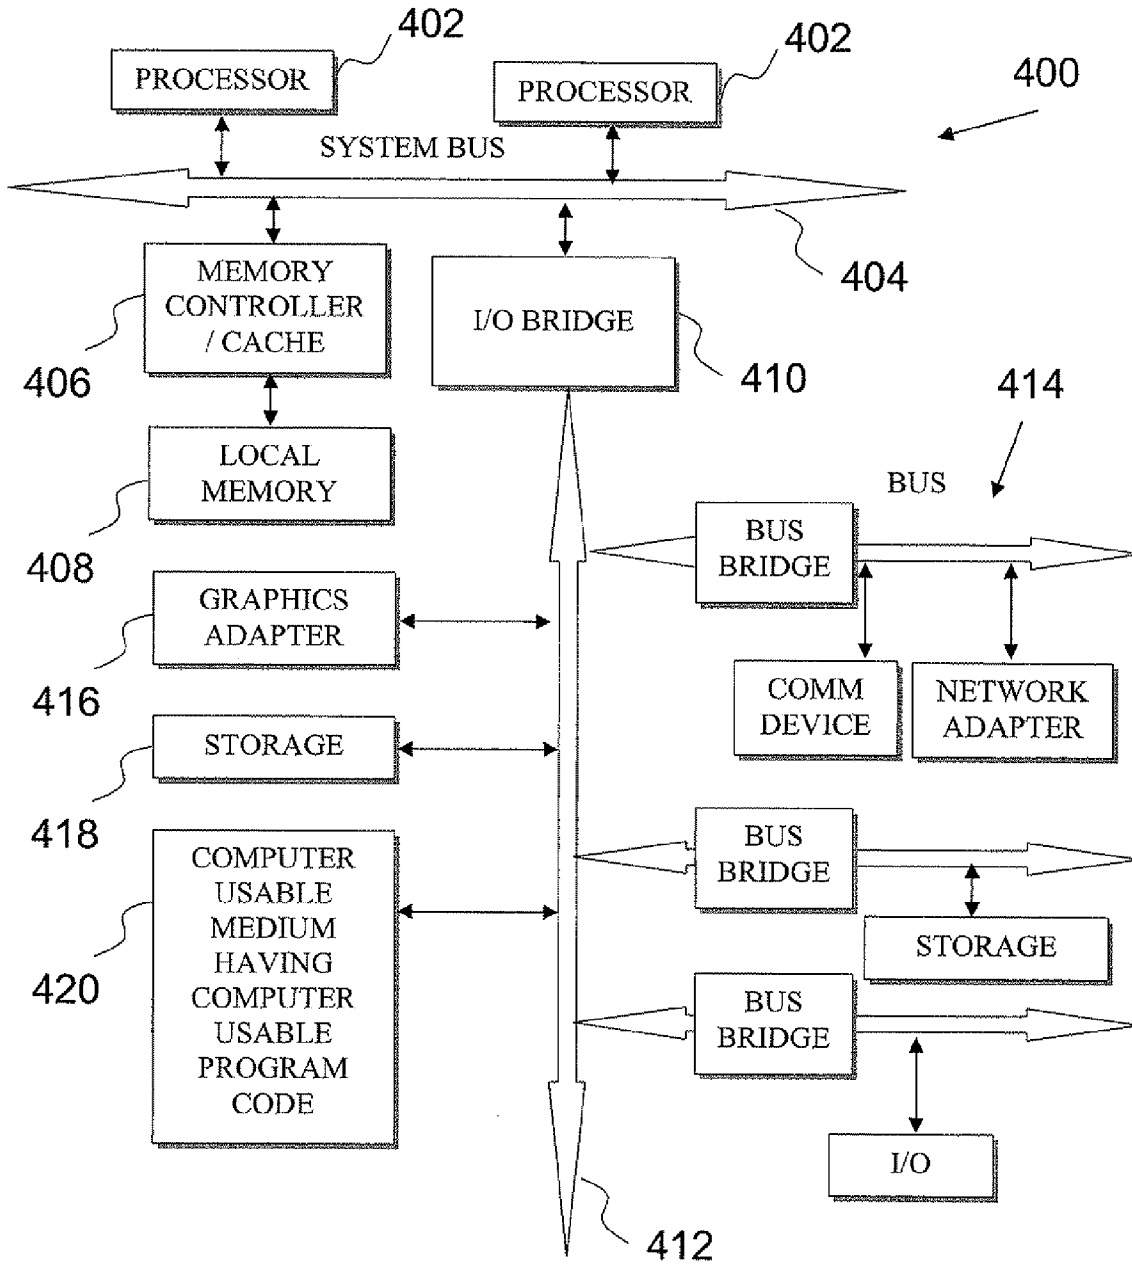 402
402
PROCESSOR
PROCESSOR
400
SYSTEM BUS
404
MEMORY
CONTROLLER
/ CACHE
I/O BRIDGE
406
410
414
LOCAL
MEMORY
BUS
408
BUS
BRIDGE
GRAPHICS
ADAPTER
416
COMM
DEVICE
NETWORK
ADAPTER
STORAGE
418
BUS
BRIDGE
COMPUTER
USABLE
MEDIUM
HAVING
COMPUTER
USABLE
PROGRAM
CODE
STORAGE
420
BUS
BRIDGE
I/O
412